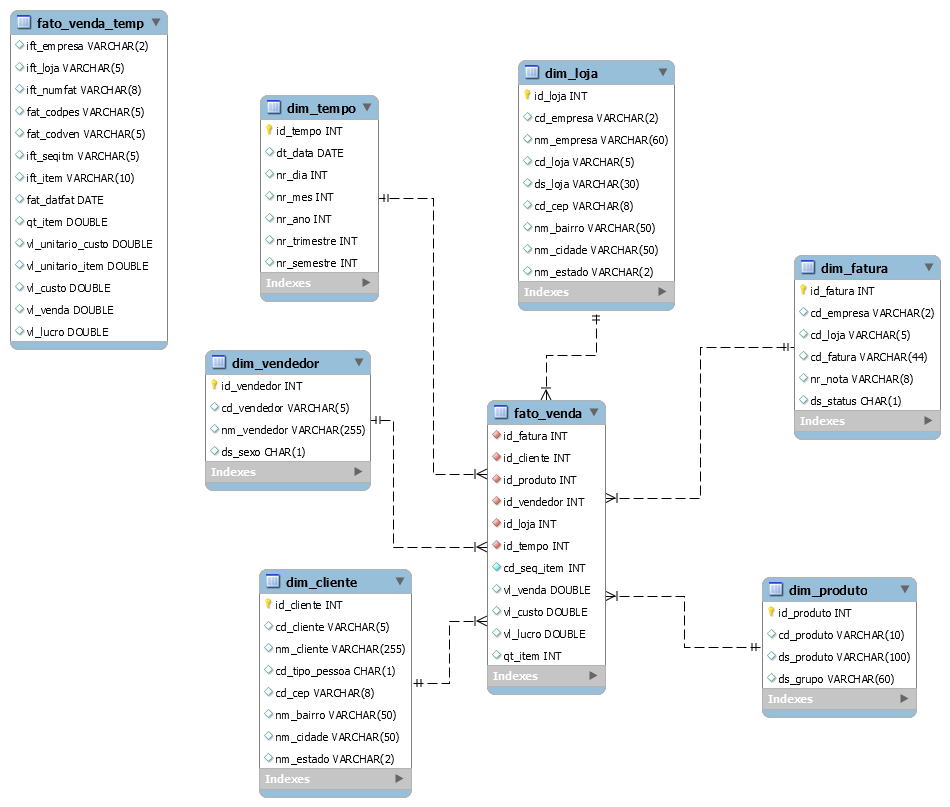 fato_venda_temp
ift_empresa VARCHAR(2)
ift_loja VARCHAR(5)
ift_numfat VARCHAR(8)
fat_codpes VARCHAR(5)
fat_codven VARCHAR(5)
ift_seqitm VARCHAR(5)
ift_item VARCHAR(10)
fat_datfat DATE
qt_item DOUBLE
vl_unitario_custo DOUBLE
vl_unitario_item DOUBLE
vl_custo DOUBLE
vl_venda DOUBLE
vl_lucro DOUBLE
dim_tempo
id_tempo INT
dt_data DATE
nr_dia INT
nr_mes INT
nr_ano INT
nr_trimestre INT
nr_semestre INT
Indexes
dim_loja
id_loja INT
cd_empresa VARCHAR(2)
nm_empresa VARCHAR(60)
cd_loja VARCHAR(5)
ds_loja VARCHAR(30)
cd_cep VARCHAR(8)
nm_bairro VARCHAR(50)
nm_cidade VARCHAR(50)
nm_estado VARCHAR(2)
Indexes
dim_fatura
id_fatura INT
cd_empresa VARCHAR(2)
cd_loja VARCHAR(5)
cd_fatura VARCHAR(44)
nr_nota VARCHAR(8)
ds_status CHAR(1)
Indexes
dim_vendedor
id_vendedor INT
cd_vendedor VARCHAR(5)
nm_vendedor VARCHAR(255)
ds_sexo CHAR(1)
Indexes
fato_venda
id_fatura INT
id_cliente INT
id_produto INT
id_vendedor INT
id_loja INT
id_tempo INT
cd_seq_item INT
vl_venda DOUBLE
vl_custo DOUBLE
vl_lucro DOUBLE
qt_item INT
Indexes
dim_cliente
id_cliente INT
cd_cliente VARCHAR(5)
nm_cliente VARCHAR(255)
cd_tipo_pessoa CHAR(1)
cd_cep VARCHAR(8)
nm_bairro VARCHAR(50)
nm_cidade VARCHAR(50)
nm_estado VARCHAR(2)
Indexes
dim_produto
id_produto INT
cd_produto VARCHAR(10)
ds_produto VARCHAR(100)
ds_grupo VARCHAR(60)
Indexes